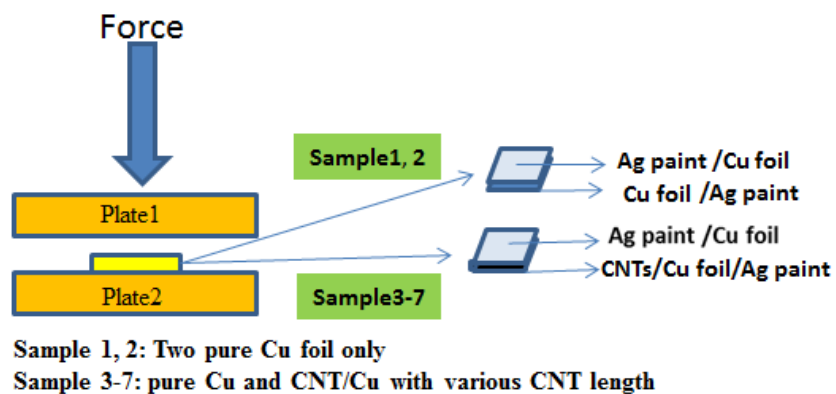 Force
Sample1, 2
Ag paint /Cu foil
Cu foil /Ag paint
Plate1
Ag paint /Cu foil
CNTs/Cu foil/Ag paint
Plate2
Sample3-7
Sample 1, 2: Two pure Cu foil only
Sample 3-7: pure Cu and CNT/Cu with various CNT length